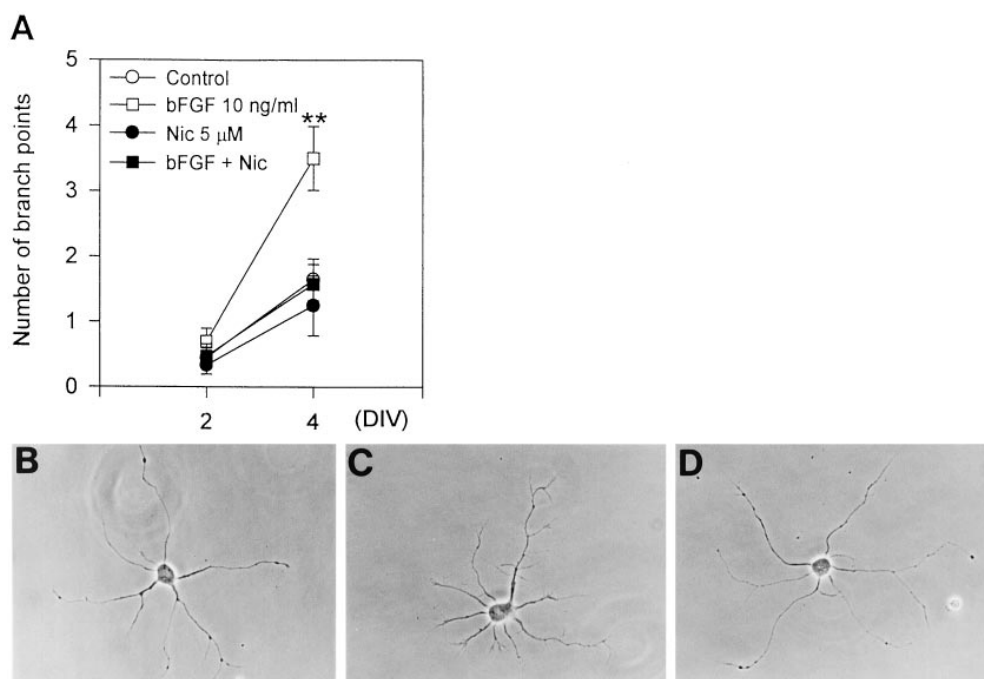 A
Number of branch points
5
4
3
2
1
0
Control
bFGF 10 ng/ml
Nic 5 μM
bFGF + Nic
**
2 4 (DIV)
B C D